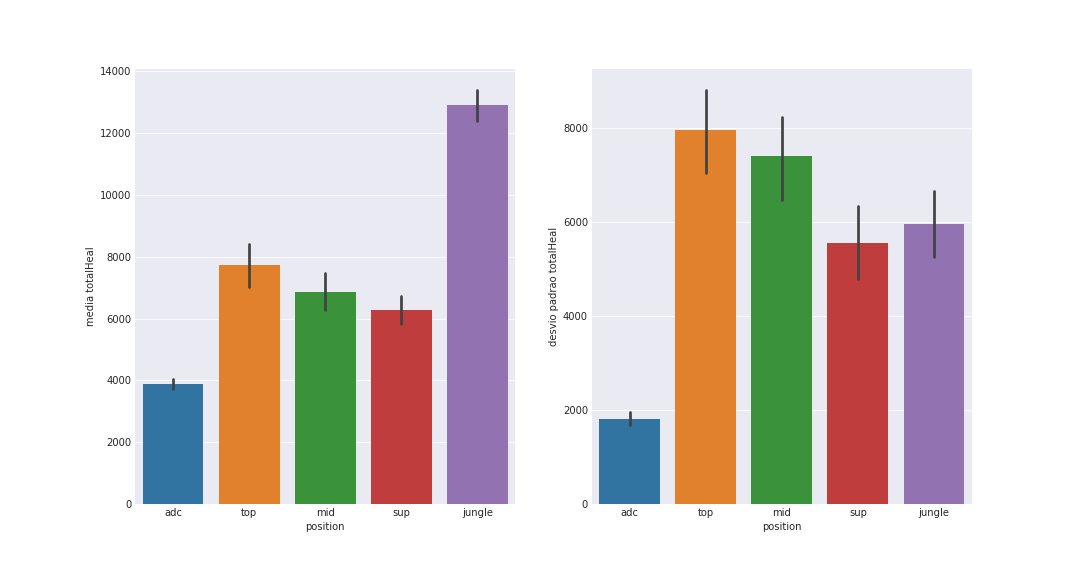 14000
12000
10000
8000
6000
4000
2000
0
media totalHeal
adc top mid sup jungle
position
8000
6000
4000
2000
0
desvio padrao totalHeal
adc top mid sup jungle
position